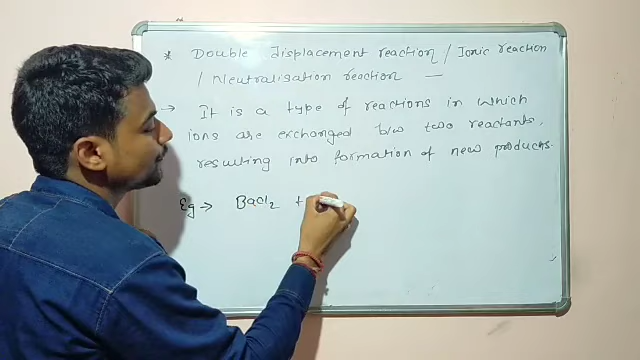 * Double displacement reaction / Ionic reaction
/ Neutralisation reaction —
→ It is a type of reactions in which
ions are exchanged b/w two reactants,
resulting into formation of new products.
Eg → BaCl2 +